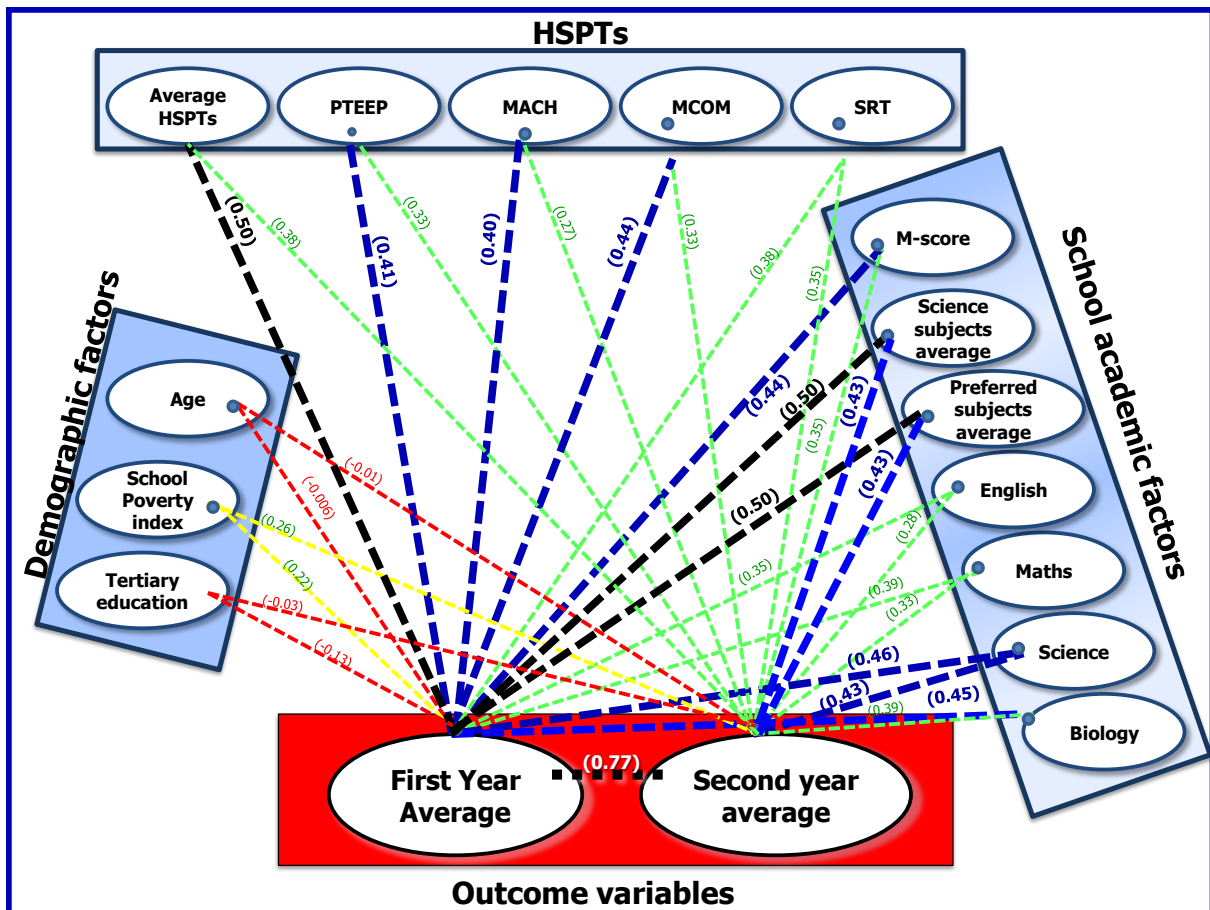 HSPTs
Average
HSPTs
PTEEP
MACH
MCOM
SRT
(0.50)
(0.38)
(0.41)
(0.33)
(0.40)
(0.27)
(0.44)
(0.33)
(0.38)
(0.35)
School academic factors
M-score
Science
subjects
average
Preferred
subjects
average
English
Maths
Science
Biology
(0.44)
(0.35)
(0.50)
(0.43)
(0.50)
(0.43)
(0.35)
(0.28)
(0.39)
(0.33)
(0.46)
(0.43)
(0.45)
(0.39)
Demographic factors
Age
School
Poverty
index
Tertiary
education
(-0.01)
(-0.006)
(0.26)
(0.22)
(-0.03)
(-0.13)
First Year
Average
(0.77)
Second year
average
Outcome variables